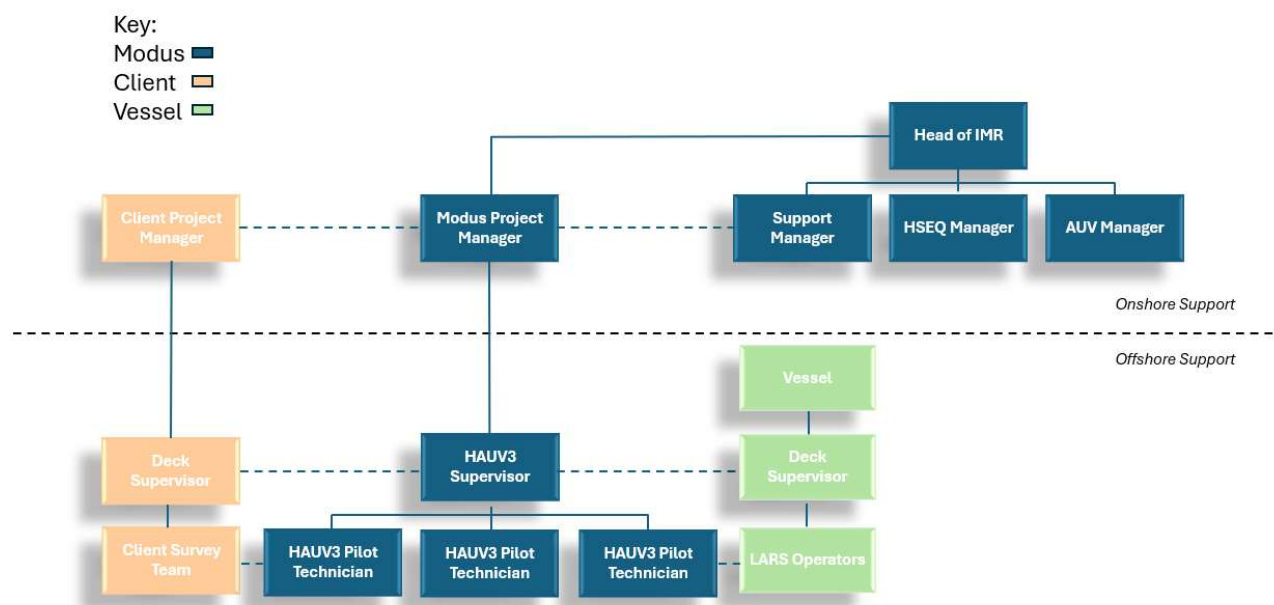 Key:
Modus
Client
Vessel
Head of IMR
Client Project
Manager
Modus Project
Manager
Support
Manager
HSEQ Manager
AUV Manager
Onshore Support
Offshore Support
Vessel
Deck
Supervisor
HAUV3
Supervisor
Deck
Supervisor
Client Survey
Team
HAUV3 Pilot
Technician
HAUV3 Pilot
Technician
HAUV3 Pilot
Technician
LARS Operators